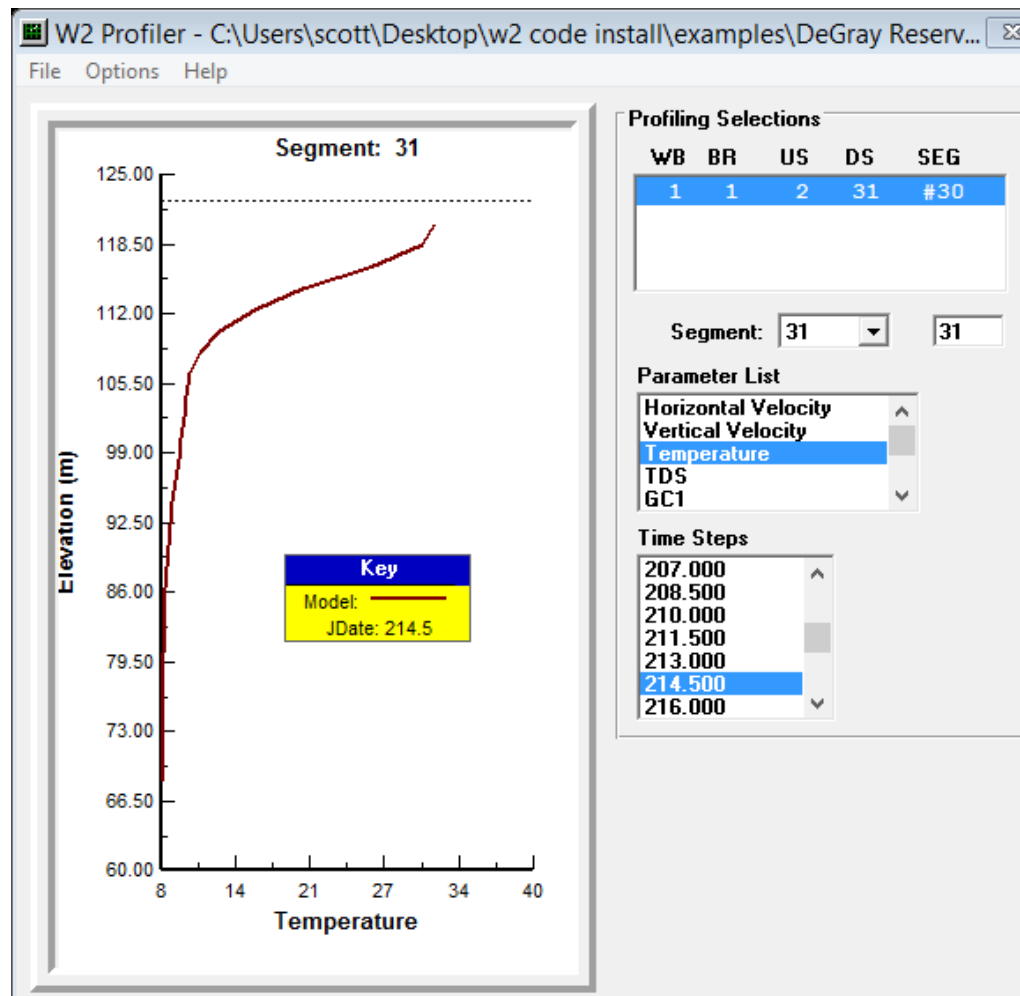 W2 Profiler - C:\Users\scott\Desktop\w2 code install\examples\DeGray Reserv...
File Options Help
Segment: 31
125.00
118.50
112.00
105.50
99.00
92.50
86.00
79.50
73.00
66.50
60.00
Elevation (m)
8 14 21 27 34 40
Temperature
Key
Model:
JDate: 214.5
Profiling Selections
WB BR US DS SEG
1 1 2 31 #30
Segment: 31 31
Parameter List
Horizontal Velocity
Vertical Velocity
Temperature
TDS
GC1
Time Steps
207.000
208.500
210.000
211.500
213.000
214.500
216.000